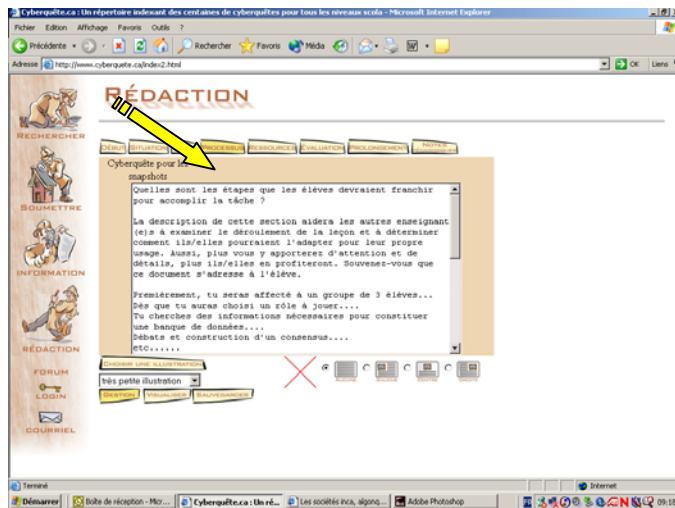 Cyberquête.ca : Un répertoire indexant des centaines de cyberquêtes pour tous les niveaux scola - Microsoft Internet Explorer
Fichier Edition Affichage Favoris Outils ?
Précédente Rechercher Favoris Média
Adresse http://www.cyberquete.ca/index2.html OK Liens
RÉDACTION
RECHERCHER
SOUMETTRE
INFORMATION
RÉDACTION
FORUM
LOGIN
COURRIEL
DÉBUT SITUATION PROCESSUS RESSOURCES ÉVALUATION PROLONGEMENT NOTES
Cyberquête pour les
snapshots
Quelles sont les étapes que les élèves devraient franchir
pour accomplir la tâche ?
La description de cette section aidera les autres enseignant
(e)s à examiner le déroulement de la leçon et à déterminer
comment ils/elles pourraient l'adapter pour leur propre
usage. Aussi, plus vous y apporterez d'attention et de
détails, plus ils/elles en profiteront. Souvenez-vous que
ce document s'adresse à l'élève.
Premièrement, tu seras affecté à un groupe de 3 élèves...
Dès que tu auras choisi un rôle à jouer....
Tu cherches des informations nécessaires pour constituer
une banque de données....
Débats et construction d'un consensus....
etc......
CHOISIR UNE ILLUSTRATION
très petite illustration
AUCUNE GAUCHE CENTRE DROITE
GESTION VISUALISER SAUVEGARDER
Terminé Internet
Démarrer Boîte de réception - Micr... Cyberquête.ca : Un ré... Les sociétés inca, algonq... Adobe Photoshop FR 09:18